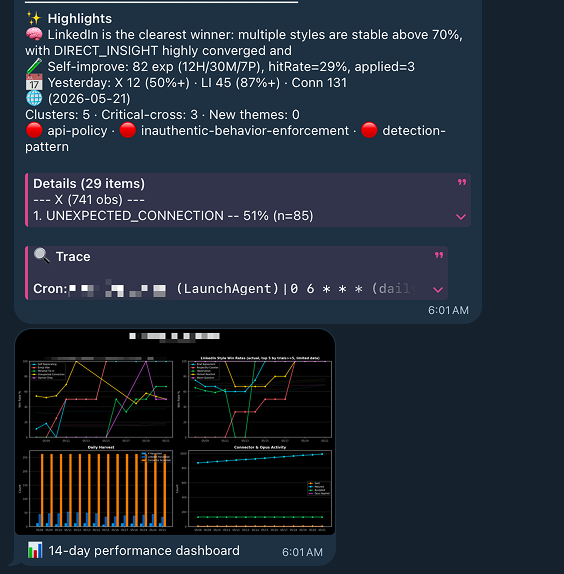 ✨ Highlights
🧠 LinkedIn is the clearest winner: multiple styles are stable above 70%,
with DIRECT_INSIGHT highly converged and
🧪 Self-improve: 82 exp (12H/30M/7P), hitRate=29%, applied=3
📅 Yesterday: X 12 (50%+) · LI 45 (87%+) · Conn 131
🌐 (2026-05-21)
Clusters: 5 · Critical-cross: 3 · New themes: 0
🔴 api-policy · 🔴 inauthentic-behavior-enforcement · 🔴 detection-
pattern
Details (29 items)
--- X (741 obs) ---
1. UNEXPECTED_CONNECTION -- 51% (n=85)
🔍 Trace
Cron: (LaunchAgent)|0 6 * * * (dail
6:01 AM
LinkedIn Style Win Rates (actual, top 5 by trials>=5, limited data)
Daily Harvest
Connector & Opus Activity
📊 14-day performance dashboard
6:01 AM